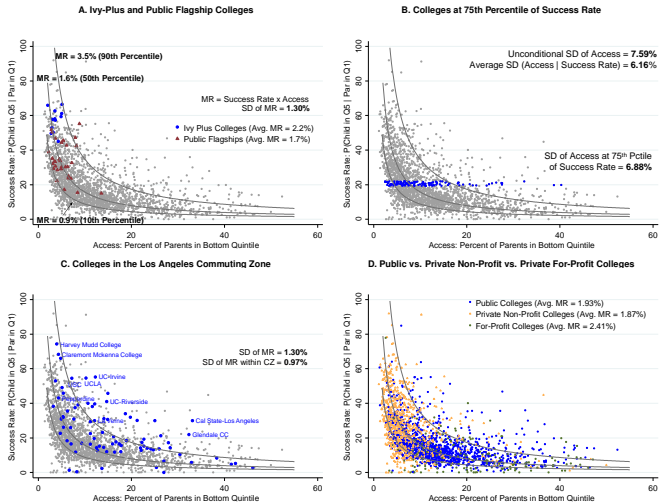 A. Ivy-Plus and Public Flagship Colleges
Success Rate: P(Child in Q5 | Par in Q1)
100
80
60
40
20
0
MR = 3.5% (90th Percentile)
MR = 1.6% (50th Percentile)
MR = Success Rate x Access
SD of MR = 1.30%
Ivy Plus Colleges (Avg. MR = 2.2%)
Public Flagships (Avg. MR = 1.7%)
MR = 0.9% (10th Percentile)
0 20 40 60
Access: Percent of Parents in Bottom Quintile
B. Colleges at 75th Percentile of Success Rate
Success Rate: P(Child in Q5 | Par in Q1)
100
80
60
40
20
0
Unconditional SD of Access = 7.59%
Average SD (Access | Success Rate) = 6.16%
SD of Access at 75th Pctile
of Success Rate = 6.88%
0 20 40 60
Access: Percent of Parents in Bottom Quintile
C. Colleges in the Los Angeles Commuting Zone
Success Rate: P(Child in Q5 | Par in Q1)
100
80
60
40
20
0
Harvey Mudd College
Claremont Mckenna College
SD of MR = 1.30%
SD of MR within CZ = 0.97%
UC-Irvine
UCLA
UC-Riverside
Cal State-Los Angeles
Glendale CC
0 20 40 60
Access: Percent of Parents in Bottom Quintile
D. Public vs. Private Non-Profit vs. Private For-Profit Colleges
Success Rate: P(Child in Q5 | Par in Q1)
100
80
60
40
20
0
Public Colleges (Avg. MR = 1.93%)
Private Non-Profit Colleges (Avg. MR = 1.87%)
For-Profit Colleges (Avg. MR = 2.41%)
0 20 40 60
Access: Percent of Parents in Bottom Quintile